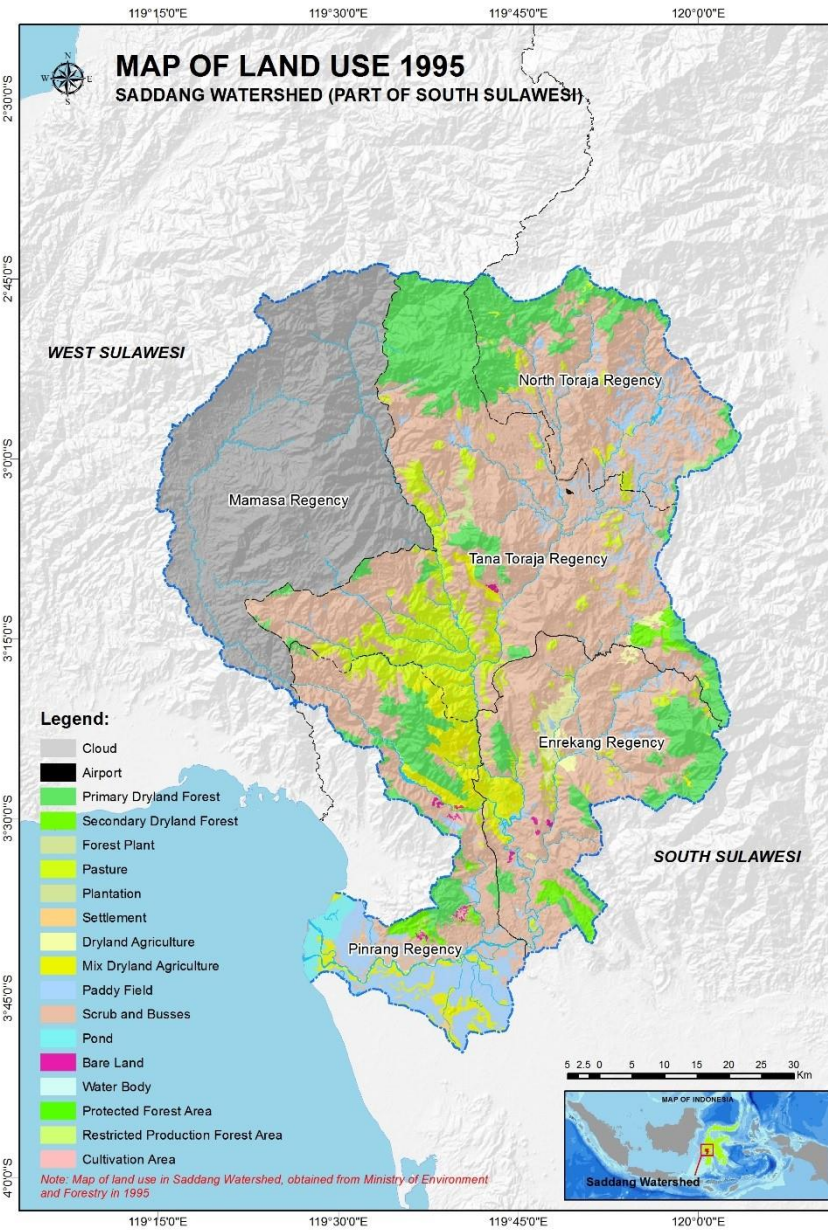 119°15'0"E 119°30'0"E 119°45'0"E 120°0'0"E
MAP OF LAND USE 1995
SADDANG WATERSHED (PART OF SOUTH SULAWESI)
N
W E
S
2°30'0"S
2°45'0"S
3°0'0"S
3°15'0"S
3°30'0"S
3°45'0"S
4°0'0"S
WEST SULAWESI
North Toraja Regency
Mamasa Regency
Tana Toraja Regency
Enrekang Regency
SOUTH SULAWESI
Pinrang Regency
Legend:
Cloud
Airport
Primary Dryland Forest
Secondary Dryland Forest
Forest Plant
Pasture
Plantation
Settlement
Dryland Agriculture
Mix Dryland Agriculture
Paddy Field
Scrub and Busses
Pond
Bare Land
Water Body
Protected Forest Area
Restricted Production Forest Area
Cultivation Area
Note: Map of land use in Saddang Watershed, obtained from Ministry of Environment
and Forestry in 1995
5 2.5 0 5 10 15 20 25 30
Km
MAP OF INDONESIA
Saddang Watershed
119°15'0"E 119°30'0"E 119°45'0"E 120°0'0"E